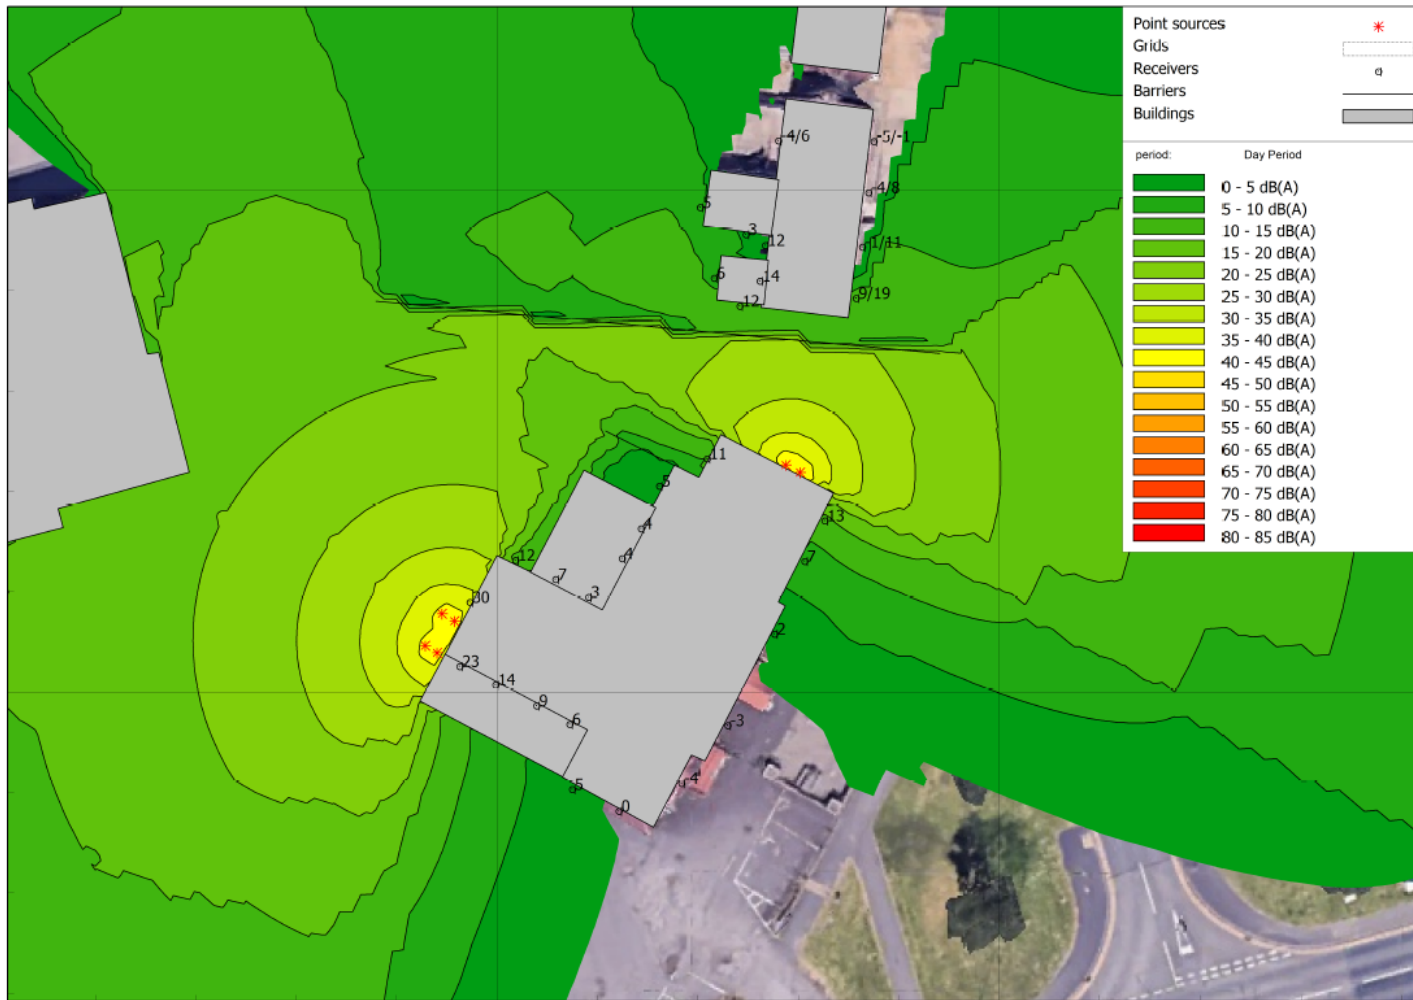 Point sources
Grids
Receivers
Barriers
Buildings
period: Day Period
0 - 5 dB(A)
5 - 10 dB(A)
10 - 15 dB(A)
15 - 20 dB(A)
20 - 25 dB(A)
25 - 30 dB(A)
30 - 35 dB(A)
35 - 40 dB(A)
40 - 45 dB(A)
45 - 50 dB(A)
50 - 55 dB(A)
55 - 60 dB(A)
60 - 65 dB(A)
65 - 70 dB(A)
70 - 75 dB(A)
75 - 80 dB(A)
80 - 85 dB(A)
-4/6
-5/-1
-4/8
5
3
12
-1/11
6
14
12
9/19
11
5
13
4
12
4
7
7
3
30
2
23
14
9
6
-3
-4
-5
0